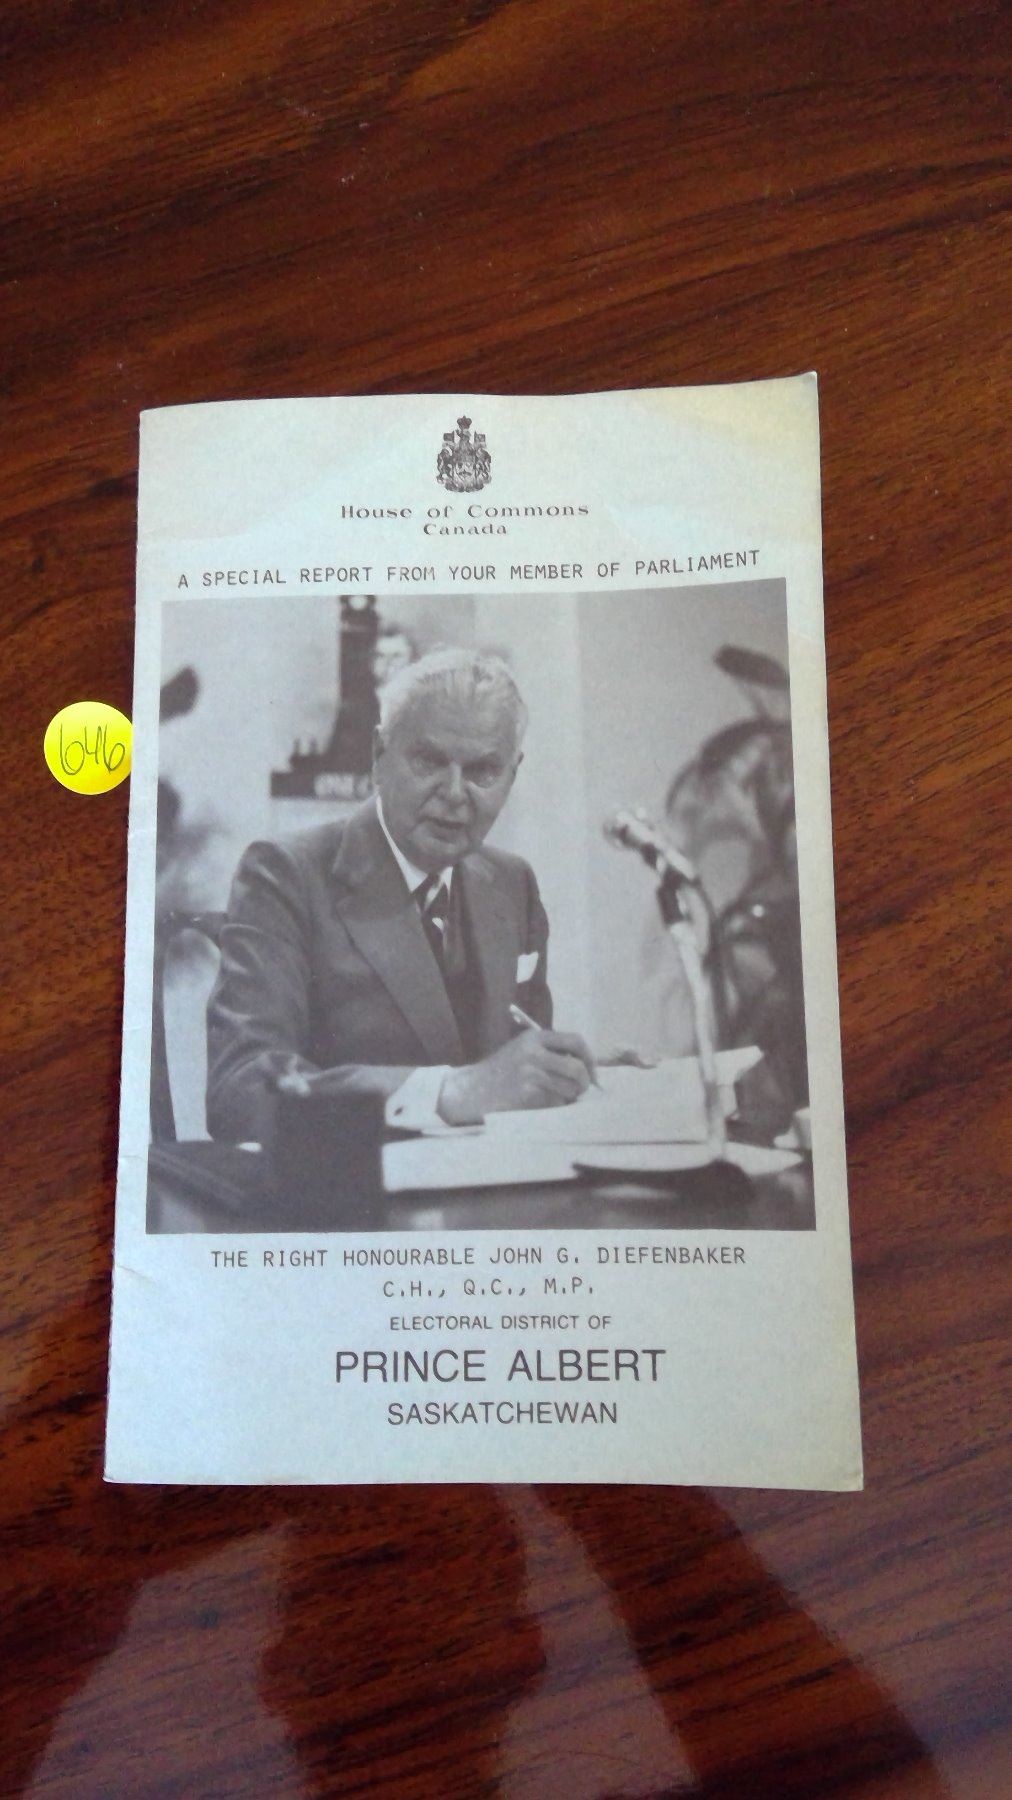 House of Commons
Canada
A SPECIAL REPORT FROM YOUR MEMBER OF PARLIAMENT
646
THE RIGHT HONOURABLE JOHN G. DIEFENBAKER
C.H., Q.C., M.P.
ELECTORAL DISTRICT OF
PRINCE ALBERT
SASKATCHEWAN